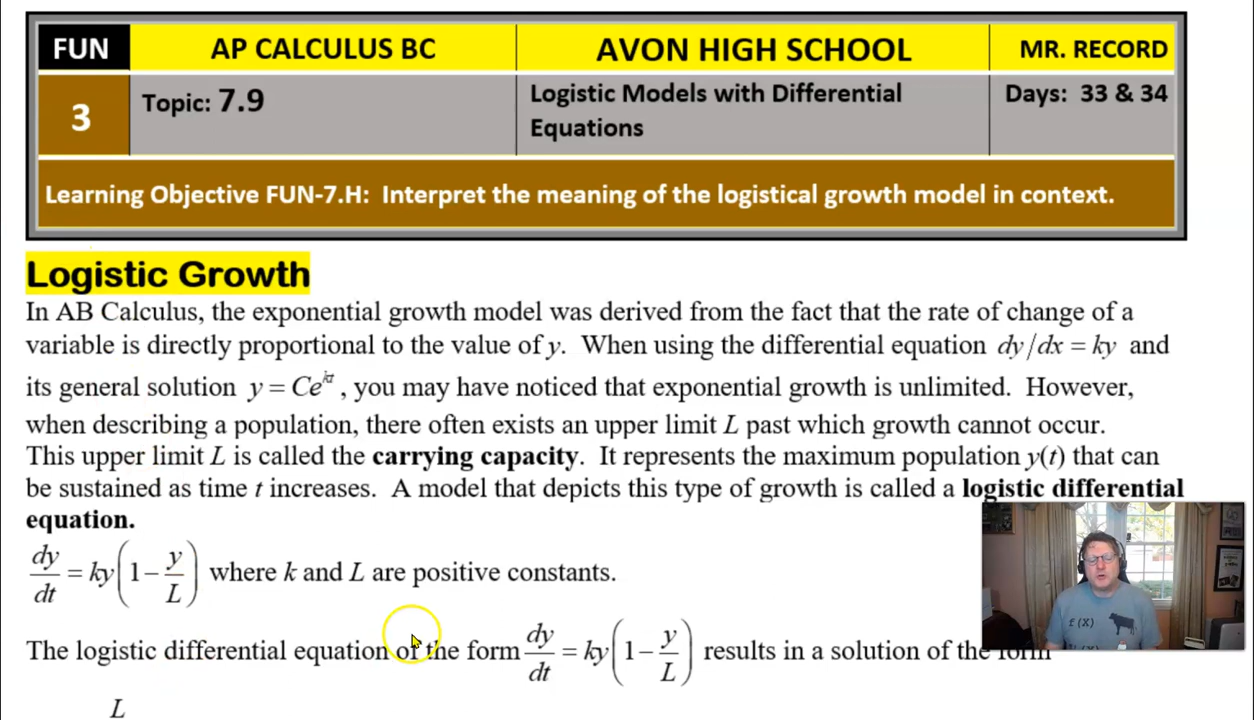 FUN AP CALCULUS BC AVON HIGH SCHOOL MR. RECORD
3 Topic: 7.9 Logistic Models with Differential Equations Days: 33 & 34
Learning Objective FUN-7.H: Interpret the meaning of the logistical growth model in context.
Logistic Growth
In AB Calculus, the exponential growth model was derived from the fact that the rate of change of a
variable is directly proportional to the value of y. When using the differential equation dy/dx = ky and
its general solution y = Ce^{kt}, you may have noticed that exponential growth is unlimited. However,
when describing a population, there often exists an upper limit L past which growth cannot occur.
This upper limit L is called the carrying capacity. It represents the maximum population y(t) that can
be sustained as time t increases. A model that depicts this type of growth is called a logistic differential
equation.
dy/dt = ky(1 − y/L) where k and L are positive constants.
The logistic differential equation of the form dy/dt = ky(1 − y/L) results in a solution of the form
L
f(X)